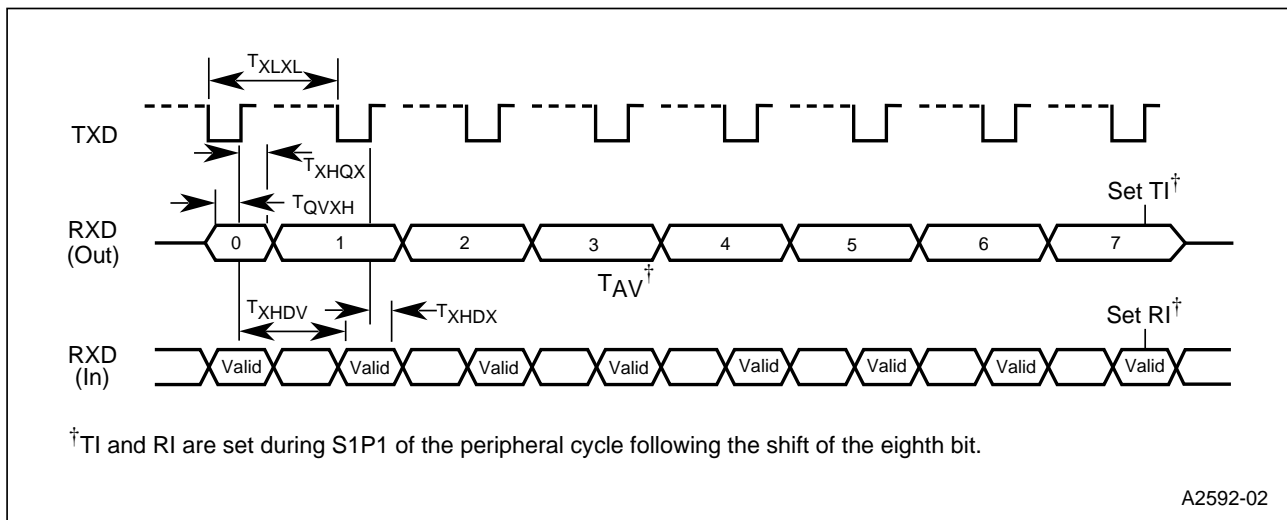 TXLXL
TXD
TXHQX
TQVXH
Set TI†
RXD
(Out)
0 1 2 3 4 5 6 7
TAV†
TXHDV
TXHDX
Set RI†
RXD
(In)
Valid Valid Valid Valid Valid Valid Valid Valid
†TI and RI are set during S1P1 of the peripheral cycle following the shift of the eighth bit.
A2592-02